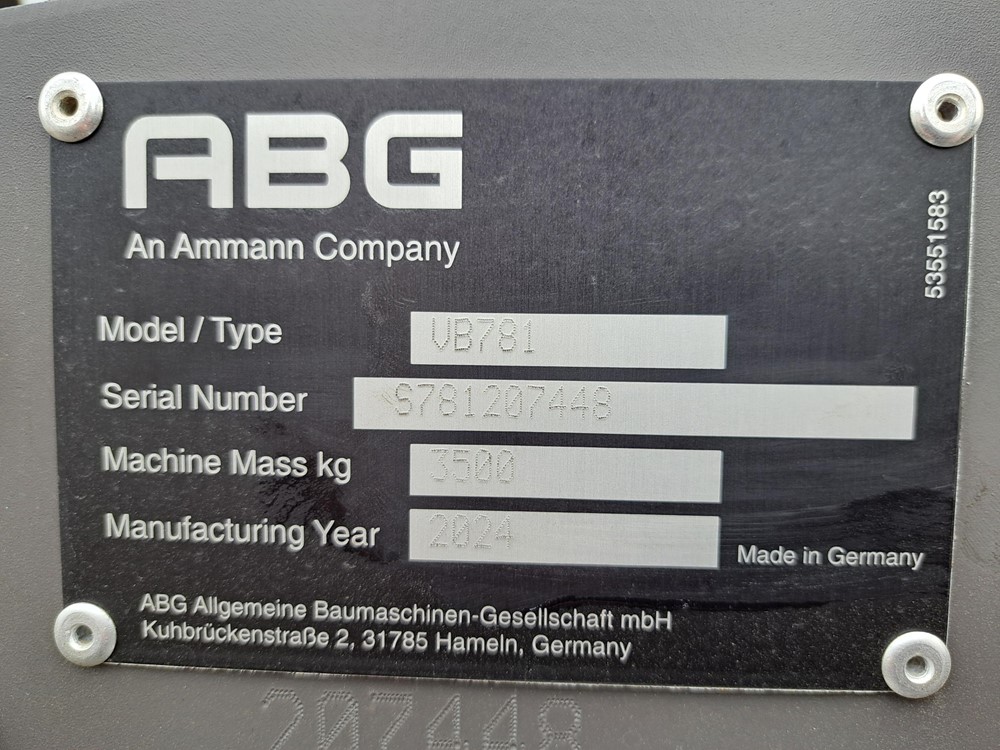 ABG
An Ammann Company
53551583
Model / Type VB781
Serial Number S781207448
Machine Mass kg 3500
Manufacturing Year 2024
Made in Germany
ABG Allgemeine Baumaschinen-Gesellschaft mbH
Kuhbrückenstraße 2, 31785 Hameln, Germany
207448